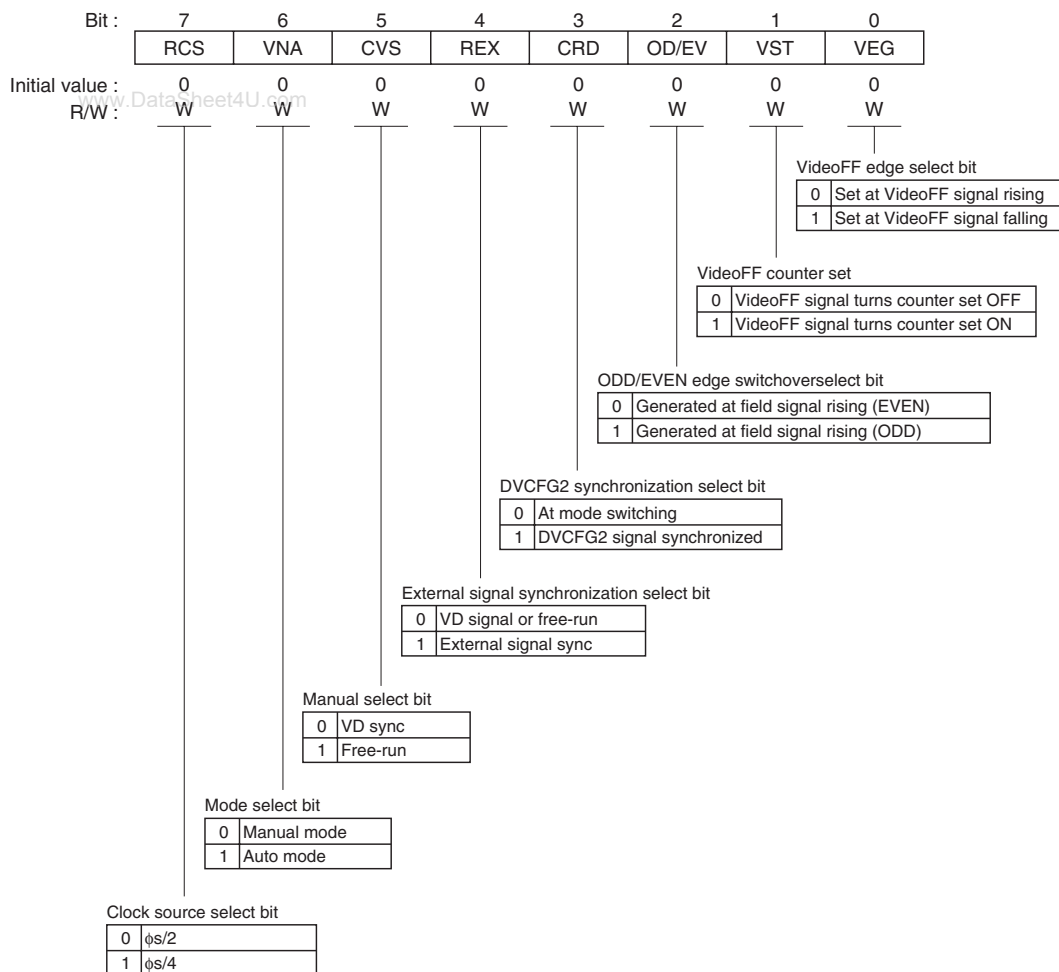 Bit : 7 6 5 4 3 2 1 0
RCS VNA CVS REX CRD OD/EV VST VEG
Initial value : 0 0 0 0 0 0 0 0
www.DataSheet4U.com
R/W : W W W W W W W W
VideoFF edge select bit
0 Set at VideoFF signal rising
1 Set at VideoFF signal falling
VideoFF counter set
0 VideoFF signal turns counter set OFF
1 VideoFF signal turns counter set ON
ODD/EVEN edge switchoverselect bit
0 Generated at field signal rising (EVEN)
1 Generated at field signal rising (ODD)
DVCFG2 synchronization select bit
0 At mode switching
1 DVCFG2 signal synchronized
External signal synchronization select bit
0 VD signal or free-run
1 External signal sync
Manual select bit
0 VD sync
1 Free-run
Mode select bit
0 Manual mode
1 Auto mode
Clock source select bit
0 φs/2
1 φs/4